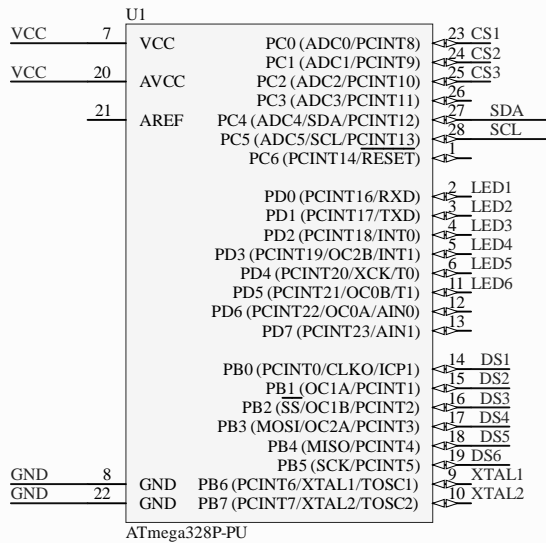 U1
VCC 7 VCC PC0 (ADC0/PCINT8) 23 CS1
PC1 (ADC1/PCINT9) 24 CS2
VCC 20 AVCC PC2 (ADC2/PCINT10) 25 CS3
PC3 (ADC3/PCINT11) 26
21 AREF PC4 (ADC4/SDA/PCINT12) 27 SDA
PC5 (ADC5/SCL/PCINT13) 28 SCL
PC6 (PCINT14/RESET) 1
PD0 (PCINT16/RXD) 2 LED1
PD1 (PCINT17/TXD) 3 LED2
PD2 (PCINT18/INT0) 4 LED3
PD3 (PCINT19/OC2B/INT1) 5 LED4
PD4 (PCINT20/XCK/T0) 6 LED5
PD5 (PCINT21/OC0B/T1) 11 LED6
PD6 (PCINT22/OC0A/AIN0) 12
PD7 (PCINT23/AIN1) 13
PB0 (PCINT0/CLKO/ICP1) 14 DS1
PB1 (OC1A/PCINT1) 15 DS2
PB2 (SS/OC1B/PCINT2) 16 DS3
PB3 (MOSI/OC2A/PCINT3) 17 DS4
PB4 (MISO/PCINT4) 18 DS5
PB5 (SCK/PCINT5) 19 DS6
GND 8 GND PB6 (PCINT6/XTAL1/TOSC1) 9 XTAL1
GND 22 GND PB7 (PCINT7/XTAL2/TOSC2) 10 XTAL2
ATmega328P-PU